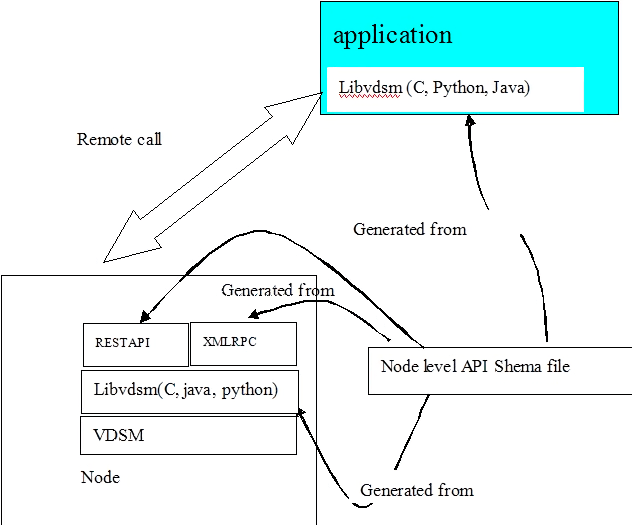 application
Libvdsm (C, Python, Java)
Remote call
Generated from
Generated from
RESTAPI
XMLRPC
Node level API Shema file
Libvdsm(C, java, python)
VDSM
Node
Generated from